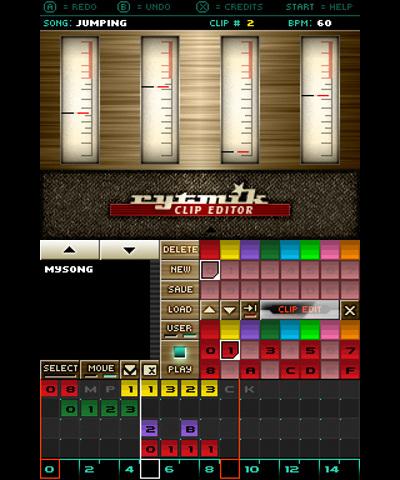 A = REDO B = UNDO X = CREDITS START = HELP
SONG: JUMPING CLIP # 2 BPM: 60
rytmik
CLIP EDITOR
DELETE
MYSONG NEW
SAVE
LOAD CLIP EDIT X
USER
0 1 3 5 7
SELECT MOVE PLAY 8 A C D F
0 8 M P 1 1 3 2 3 C K
0 1 2 3
2 B
0 1 1 1
0 2 4 6 8 10 12 14